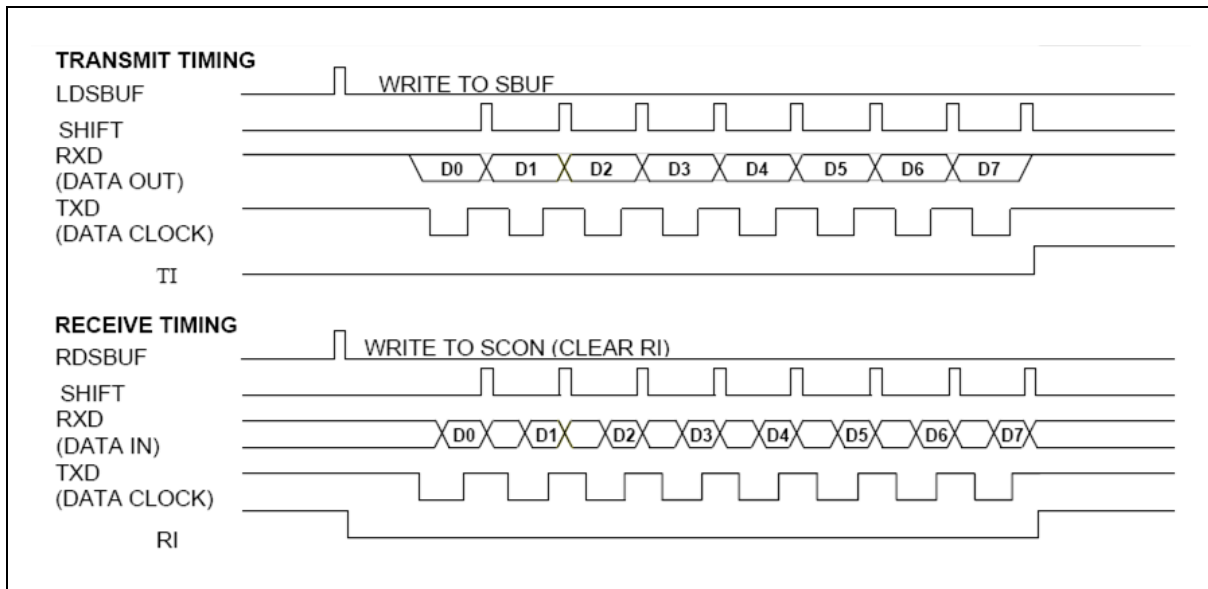 TRANSMIT TIMING
LDSBUF
WRITE TO SBUF
SHIFT
RXD
(DATA OUT)
D0 D1 D2 D3 D4 D5 D6 D7
TXD
(DATA CLOCK)
TI
RECEIVE TIMING
RDSBUF
WRITE TO SCON (CLEAR RI)
SHIFT
RXD
(DATA IN)
D0 D1 D2 D3 D4 D5 D6 D7
TXD
(DATA CLOCK)
RI